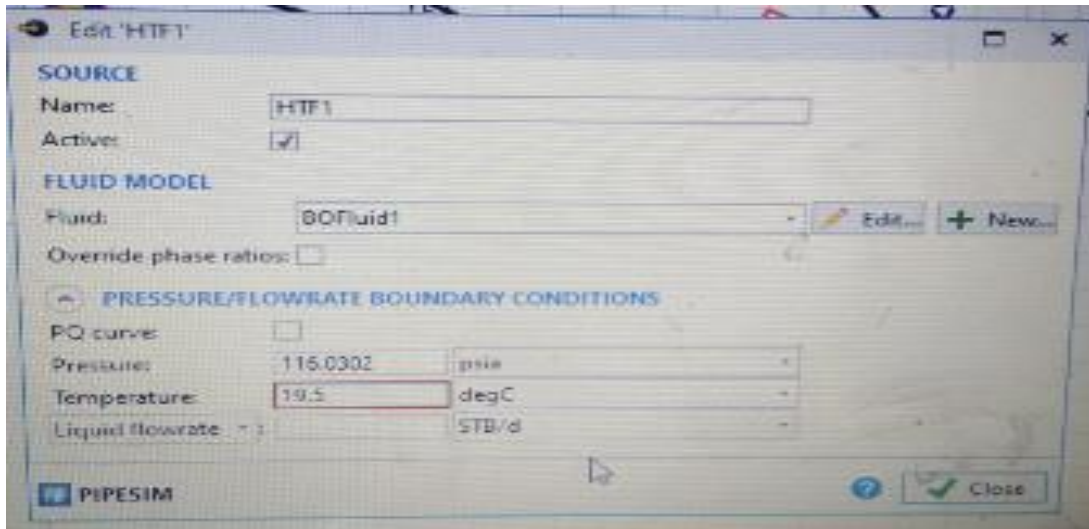 Edit 'HTF1'
SOURCE
Name: HTF1
Active:
FLUID MODEL
Fluid: BOFluid1 Edit... New...
Override phase ratios:
PRESSURE/FLOWRATE BOUNDARY CONDITIONS
PQ curve:
Pressure: 116.0302 psia
Temperature: 19.5 degC
Liquid flowrate : STB/d
PIPESIM ? Close